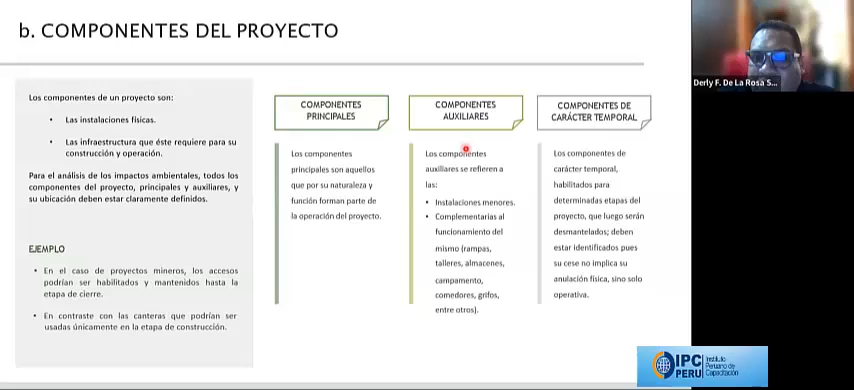 b. COMPONENTES DEL PROYECTO
Los componentes de un proyecto son:
• Las instalaciones físicas.
• Las infraestructura que éste requiere para su
construcción y operación.
Para el análisis de los impactos ambientales, todos los
componentes del proyecto, principales y auxiliares, y
su ubicación deben estar claramente definidos.
EJEMPLO
• En el caso de proyectos mineros, los accesos
podrían ser habilitados y mantenidos hasta la
etapa de cierre.
• En contraste con las canteras que podrían ser
usadas únicamente en la etapa de construcción.
COMPONENTES
PRINCIPALES
Los componentes
principales son aquellos
que por su naturaleza y
función forman parte de
la operación del proyecto.
COMPONENTES
AUXILIARES
Los componentes
auxiliares se refieren a
las:
• Instalaciones menores.
• Complementarias al
funcionamiento del
mismo (rampas,
talleres, almacenes,
campamento,
comedores, grifos,
entre otros).
COMPONENTES DE
CARÁCTER TEMPORAL
Los componentes de
carácter temporal,
habilitados para
determinadas etapas del
proyecto, que luego serán
desmantelados; deben
estar identificados pues
su cese no implica su
anulación física, sino solo
operativa.
Derly F. De La Rosa S...
IPC
PERU
Instituto
Peruano de
Capacitación